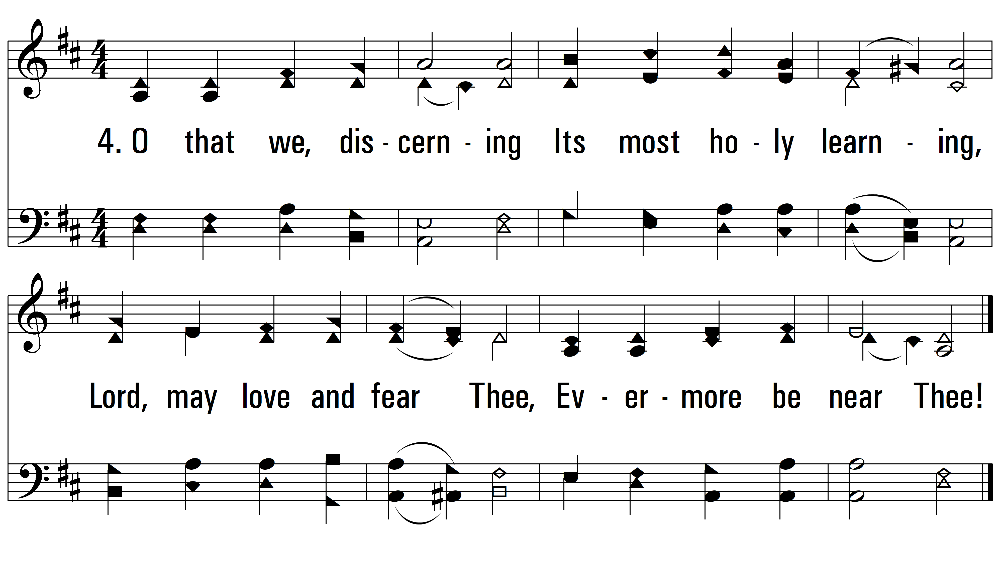 4. O that we, dis - cern - ing Its most ho - ly learn - ing,
Lord, may love and fear Thee, Ev - er - more be near Thee!